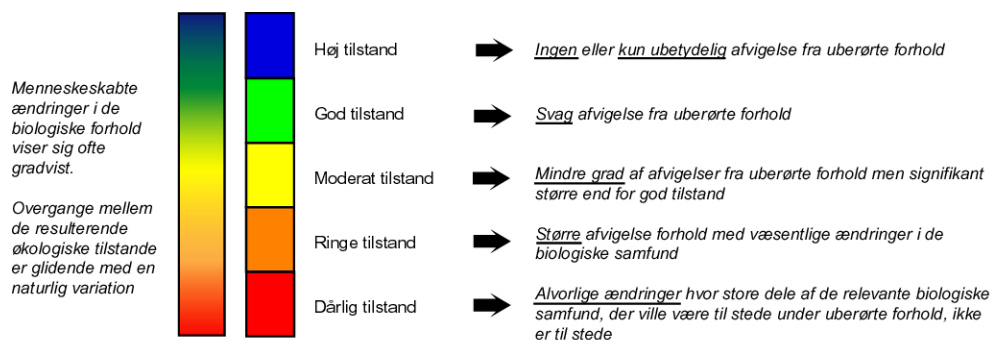 Menneskeskabte
ændringer i de
biologiske forhold
viser sig ofte
gradvist.
Overgange mellem
de resulterende
økologiske tilstande
er glidende med en
naturlig variation
Høj tilstand
Ingen eller kun ubetydelig afvigelse fra uberørte forhold
God tilstand
Svag afvigelse fra uberørte forhold
Moderat tilstand
Mindre grad af afvigelser fra uberørte forhold men signifikant
større end for god tilstand
Ringe tilstand
Større afvigelse forhold med væsentlige ændringer i de
biologiske samfund
Dårlig tilstand
Alvorlige ændringer hvor store dele af de relevante biologiske
samfund, der ville være til stede under uberørte forhold, ikke
er til stede